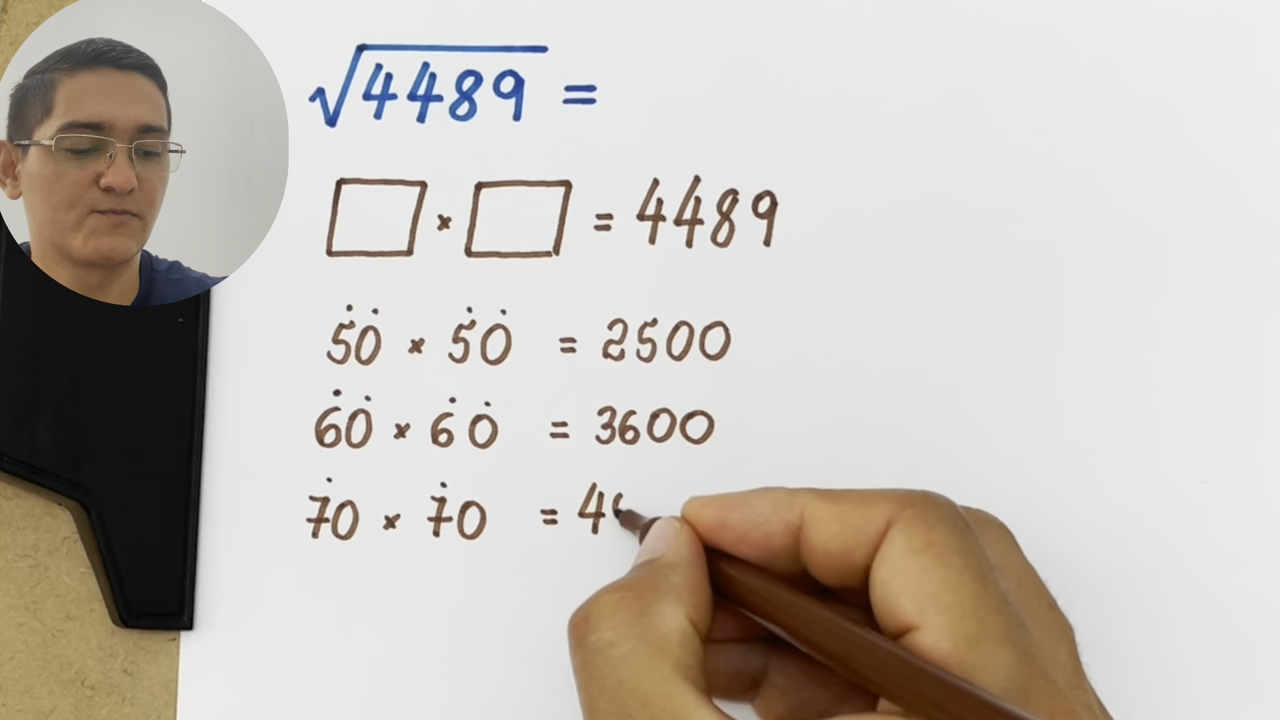 √4489 =
□ × □ = 4489
50 × 50 = 2500
60 × 60 = 3600
70 × 70 = 4